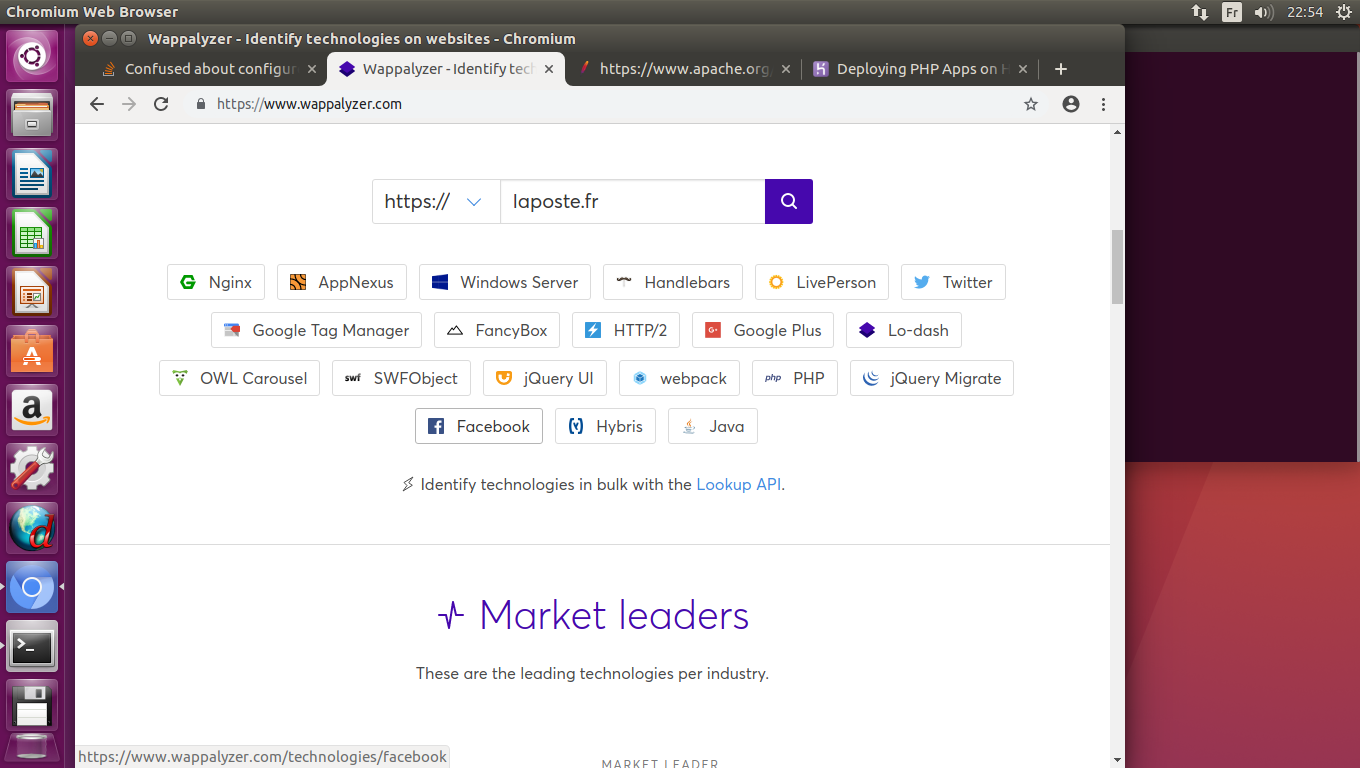 Chromium Web Browser
Fr
22:54
Wappalyzer - Identify technologies on websites - Chromium
Confused about configur
Wappalyzer - Identify tech
https://www.apache.org
Deploying PHP Apps on H
https://www.wappalyzer.com
https://
laposte.fr
Nginx
AppNexus
Windows Server
Handlebars
LivePerson
Twitter
Google Tag Manager
FancyBox
HTTP/2
G+
Google Plus
Lo-dash
OWL Carousel
swf
SWFObject
jQuery UI
webpack
php
PHP
jQuery Migrate
Facebook
Hybris
Java
Identify technologies in bulk with the Lookup API.
Market leaders
These are the leading technologies per industry.
MARKET LEADER
https://www.wappalyzer.com/technologies/facebook